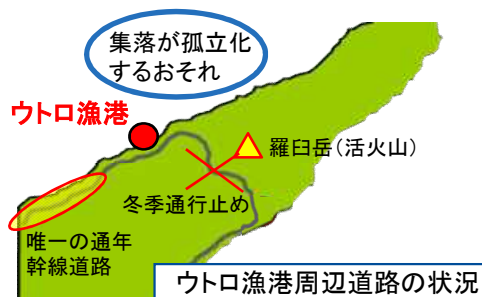 集落が孤立化
するおそれ
ウトロ漁港
羅臼岳（活火山）
冬季通行止め
唯一の通年
幹線道路
ウトロ漁港周辺道路の状況